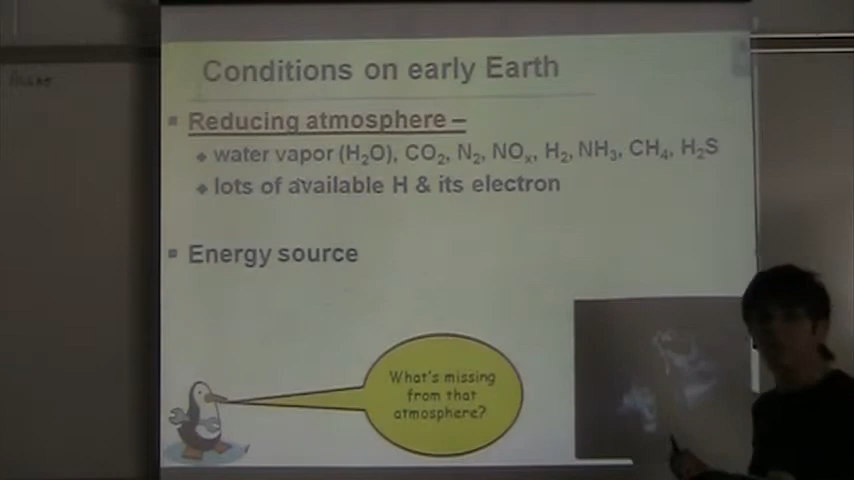 Conditions on early Earth
Reducing atmosphere –
water vapor (H₂O), CO₂, N₂, NOₓ, H₂, NH₃, CH₄, H₂S
lots of available H & its electron
Energy source
What's missing
from that
atmosphere?